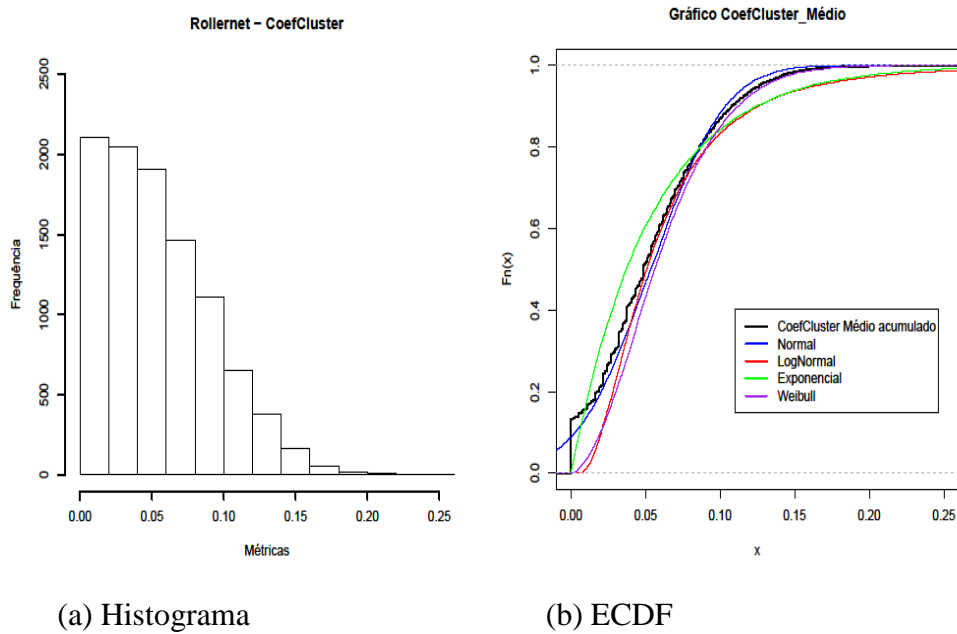 Rollernet − CoefCluster
Frequência
0
500
1000
1500
2000
2500
0.00 0.05 0.10 0.15 0.20 0.25
Métricas
(a) Histograma
Gráfico CoefCluster_Médio
Fn(x)
0.0
0.2
0.4
0.6
0.8
1.0
CoefCluster Médio acumulado
Normal
LogNormal
Exponencial
Weibull
0.00 0.05 0.10 0.15 0.20 0.25
x
(b) ECDF